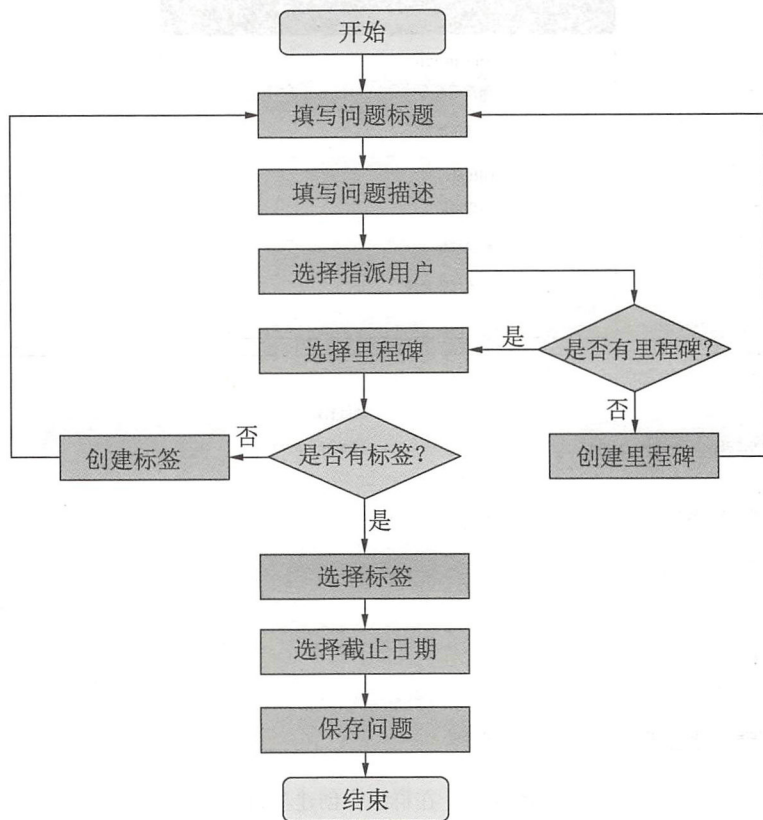 开始
填写问题标题
填写问题描述
选择指派用户
是否有里程碑?
是
选择里程碑
否
创建里程碑
是否有标签?
否
创建标签
是
选择标签
选择截止日期
保存问题
结束